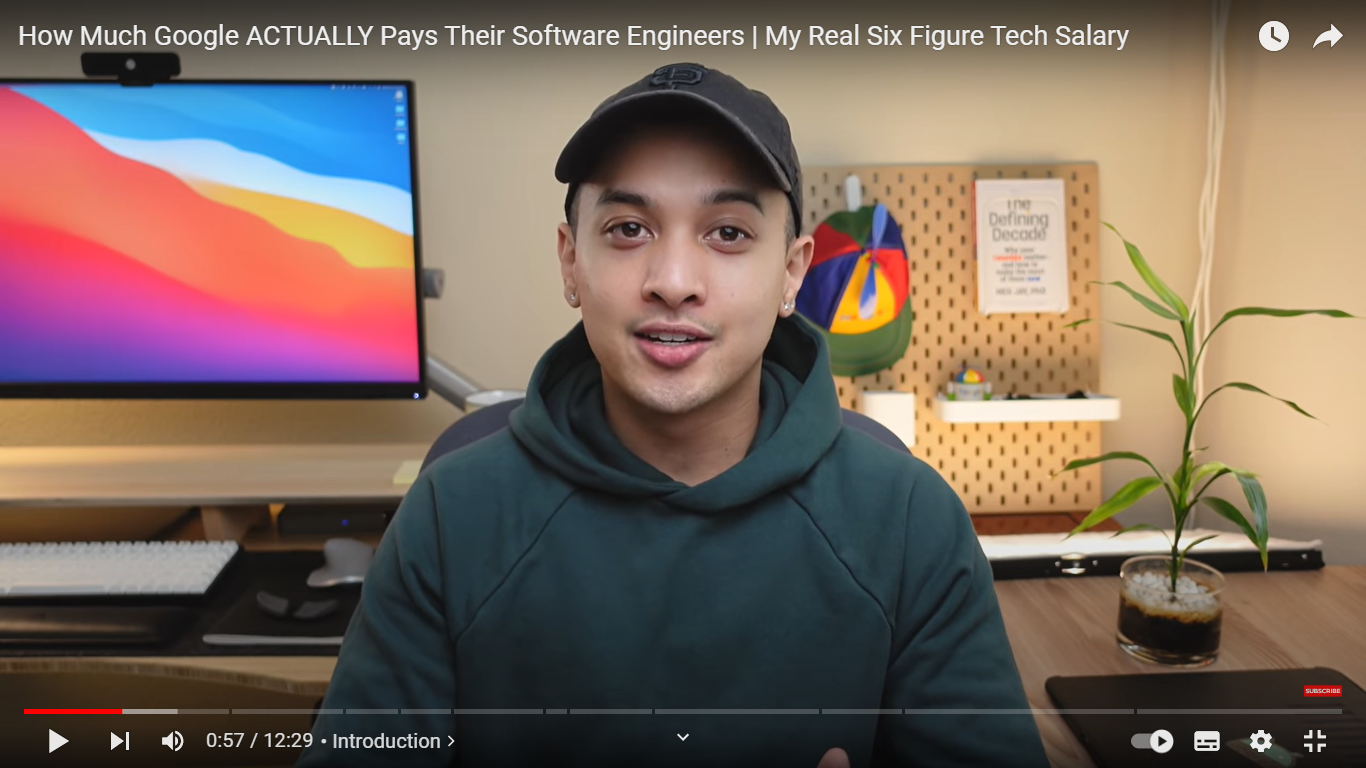 How Much Google ACTUALLY Pays Their Software Engineers | My Real Six Figure Tech Salary
The
Defining
Decade
SUBSCRIBE
0:57 / 12:29 • Introduction >